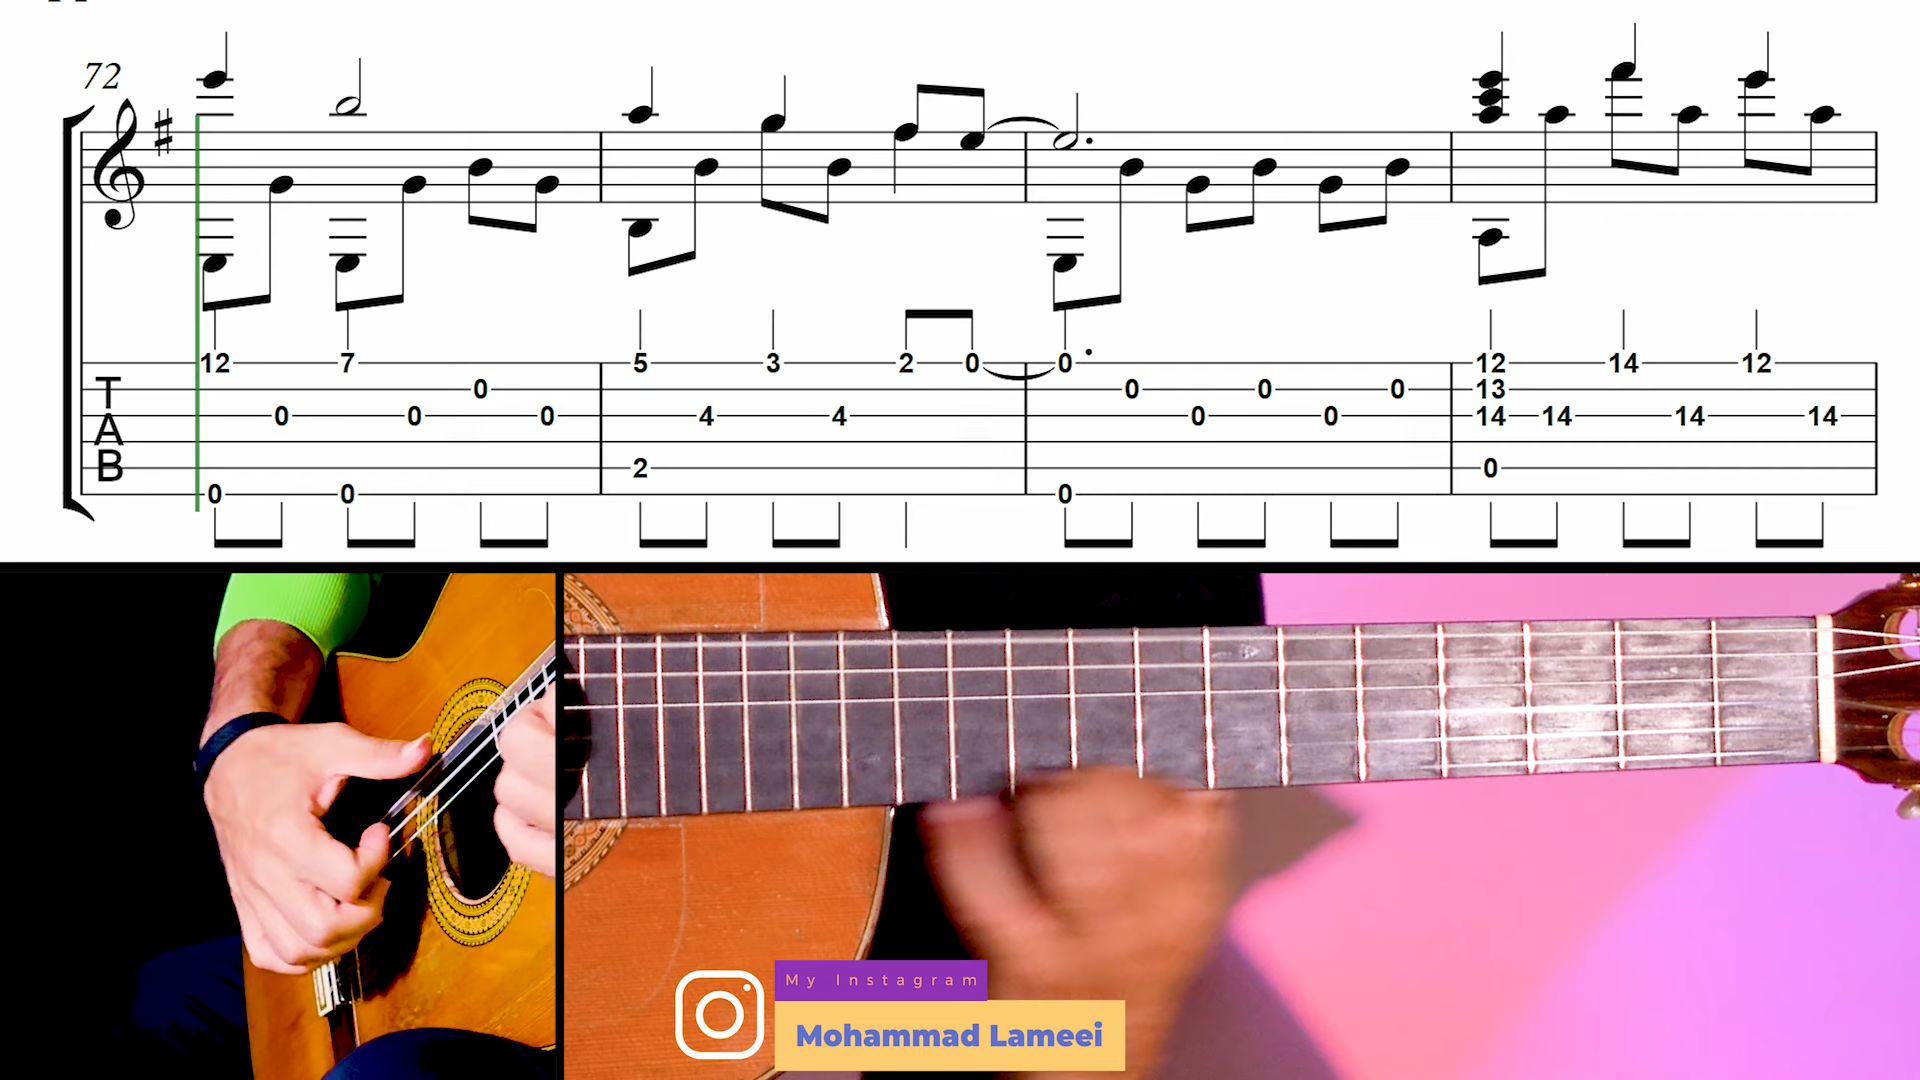 72
12 7 5 3 2 0 0 12 14 12
T 0 0 0 0 13
A 0 0 0 4 4 0 0 14 14 14 14
B 2 0
0 0 0
My Instagram
Mohammad Lameei